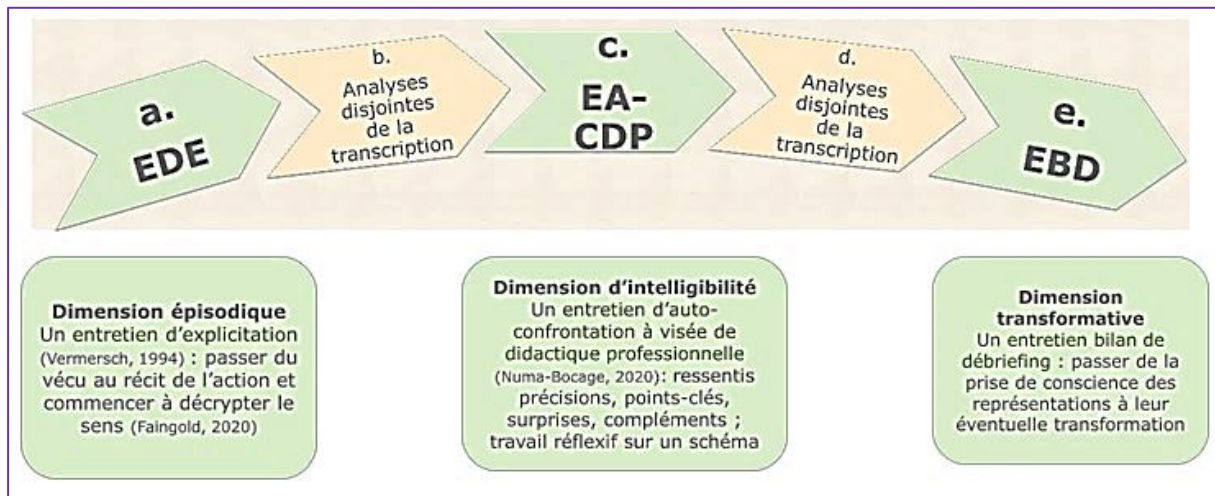 a.
EDE
b.
Analyses
disjointes
de la
transcription
c.
EA-
CDP
d.
Analyses
disjointes
de la
transcription
e.
EBD
Dimension épisodique
Un entretien d’explicitation
(Vermersch, 1994) : passer du
vécu au récit de l’action et
commencer à décrypter le
sens (Faingold, 2020)
Dimension d’intelligibilité
Un entretien d’auto-
confrontation à visée de
didactique professionnelle
(Numa-Bocage, 2020): ressentis
précisions, points-clés,
surprises, compléments ;
travail réflexif sur un schéma
Dimension
transformative
Un entretien bilan de
débriefing : passer de la
prise de conscience des
représentations à leur
éventuelle transformation